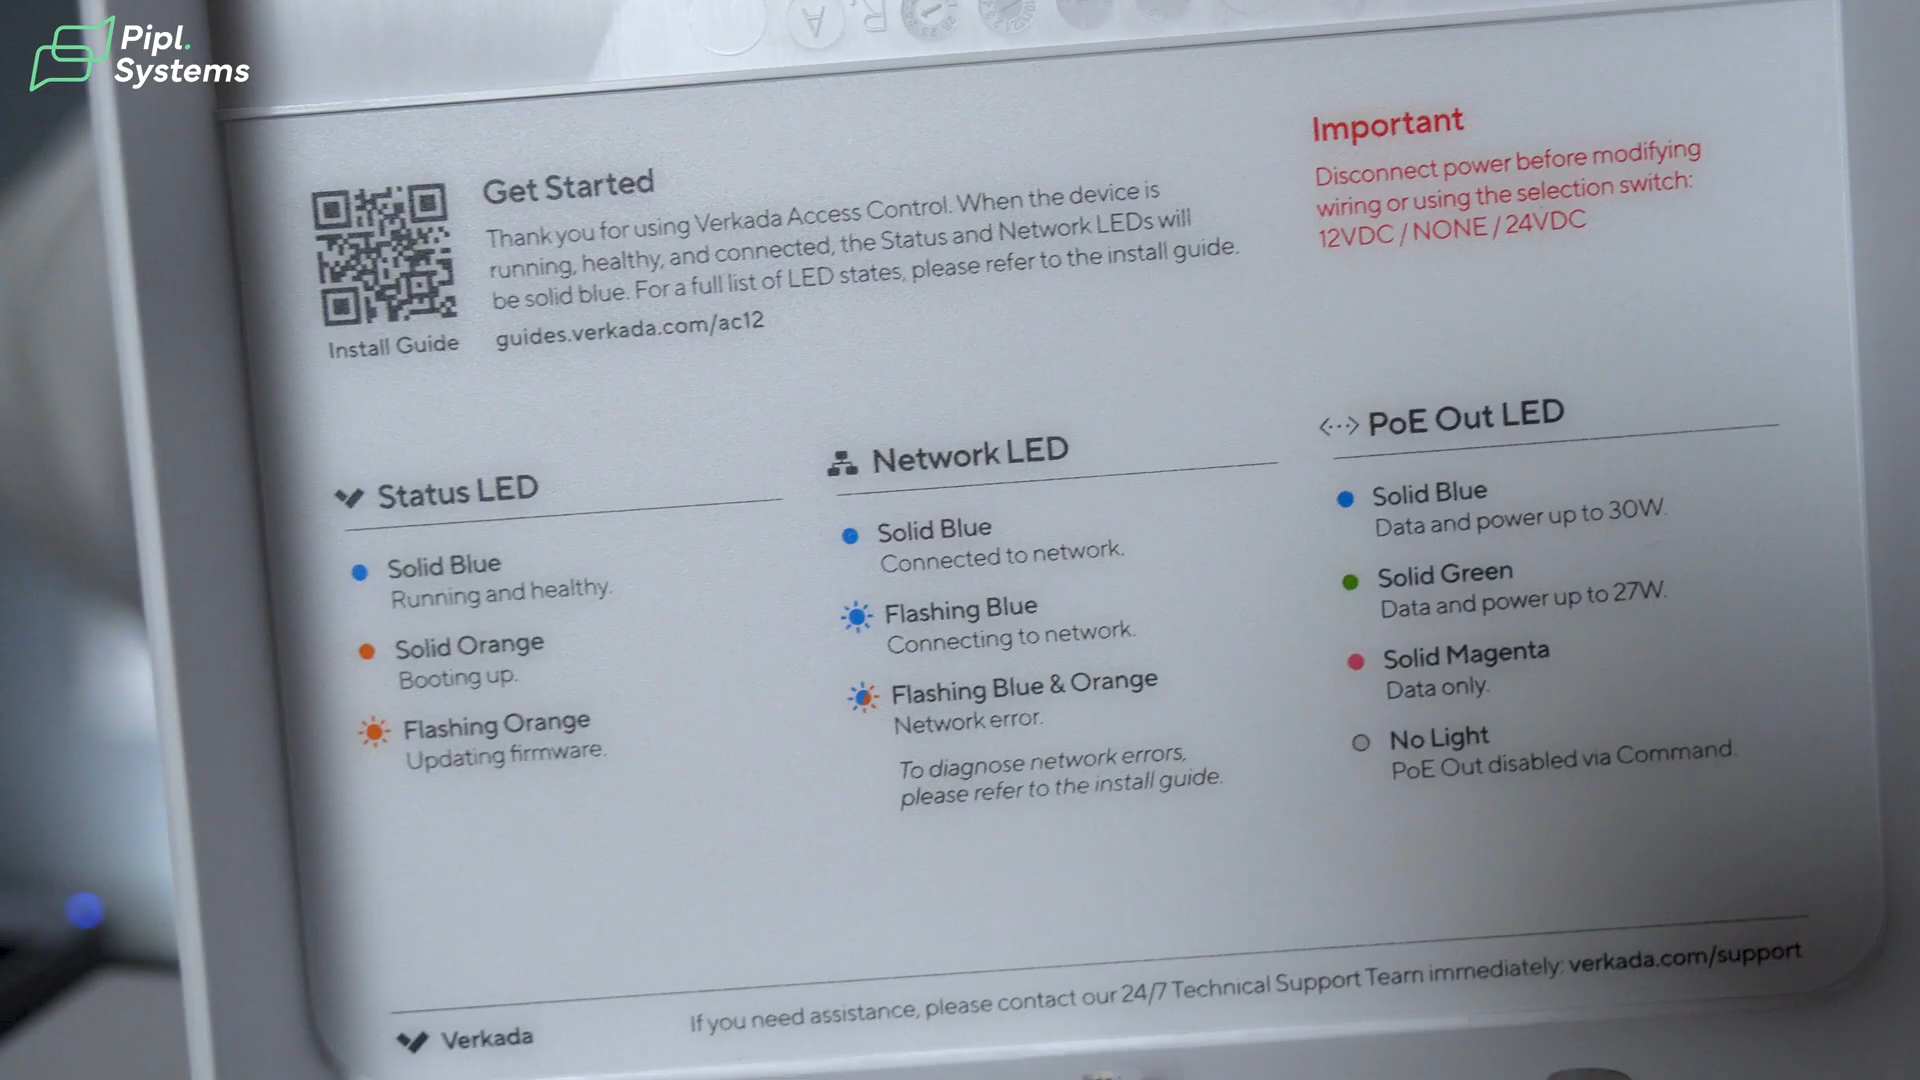 Pipl.
Systems
Get Started
Thank you for using Verkada Access Control. When the device is
running, healthy, and connected, the Status and Network LEDs will
be solid blue. For a full list of LED states, please refer to the install guide.
guides.verkada.com/ac12
Install Guide
Important
Disconnect power before modifying
wiring or using the selection switch:
12VDC / NONE / 24VDC
Status LED
Solid Blue
Running and healthy.
Solid Orange
Booting up.
Flashing Orange
Updating firmware.
Network LED
Solid Blue
Connected to network.
Flashing Blue
Connecting to network.
Flashing Blue & Orange
Network error.
To diagnose network errors,
please refer to the install guide.
PoE Out LED
Solid Blue
Data and power up to 30W.
Solid Green
Data and power up to 27W.
Solid Magenta
Data only.
No Light
PoE Out disabled via Command.
Verkada
If you need assistance, please contact our 24/7 Technical Support Team immediately: verkada.com/support